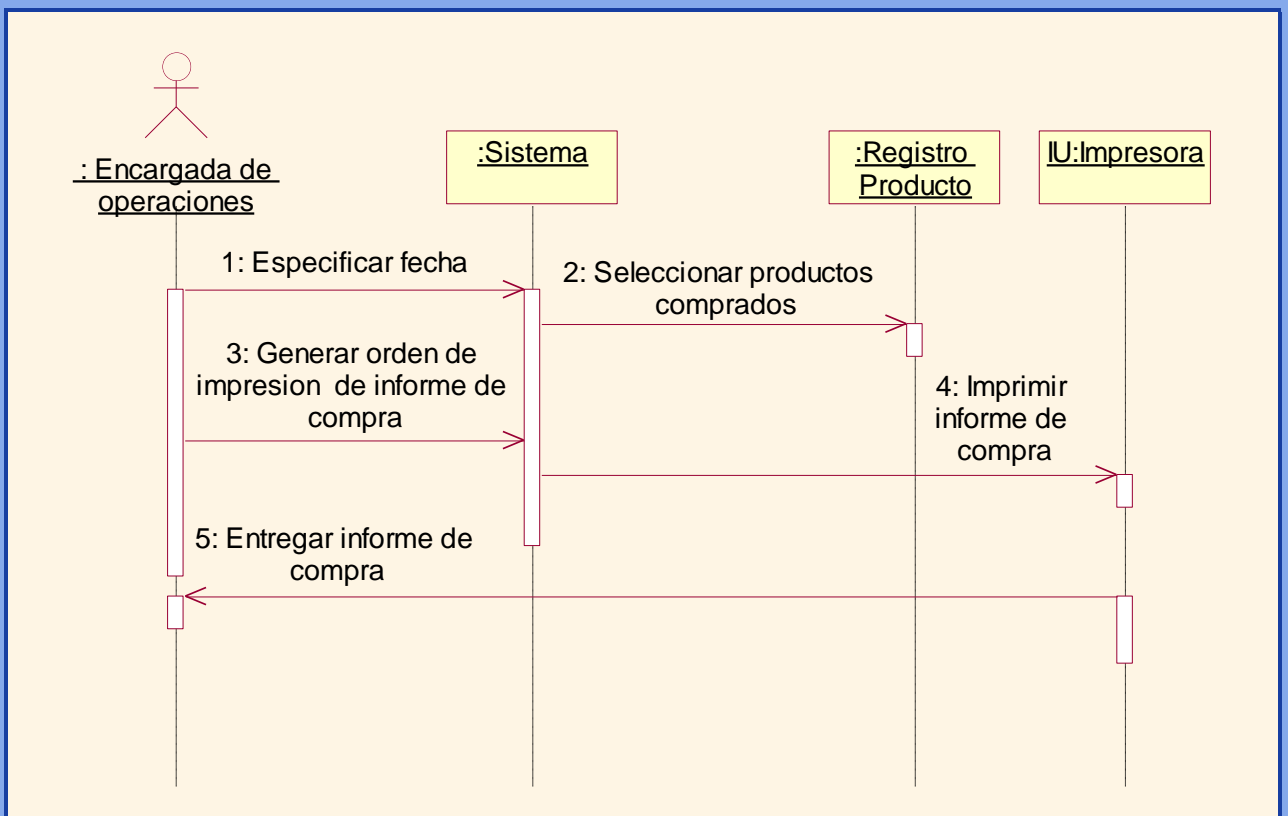 : Encargada de
operaciones
:Sistema
:Registro
Producto
IU:Impresora
1: Especificar fecha
2: Seleccionar productos
comprados
3: Generar orden de
impresion de informe de
compra
4: Imprimir
informe de
compra
5: Entregar informe de
compra